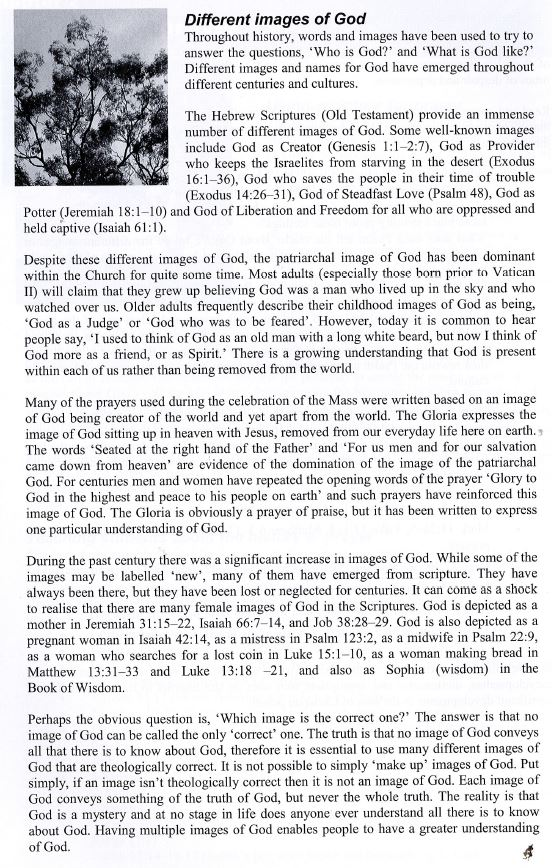 Different images of God
Throughout history, words and images have been used to try to
answer the questions, 'Who is God?' and 'What is God like?'
Different images and names for God have emerged throughout
different centuries and cultures.
The Hebrew Scriptures (Old Testament) provide an immense
number of different images of God. Some well-known images
include God as Creator (Genesis 1:1–2:7), God as Provider
who keeps the Israelites from starving in the desert (Exodus
16:1–36), God who saves the people in their time of trouble
(Exodus 14:26–31), God of Steadfast Love (Psalm 48), God as
Potter (Jeremiah 18:1–10) and God of Liberation and Freedom for all who are oppressed and
held captive (Isaiah 61:1).
Despite these different images of God, the patriarchal image of God has been dominant
within the Church for quite some time. Most adults (especially those born prior to Vatican
II) will claim that they grew up believing God was a man who lived up in the sky and who
watched over us. Older adults frequently describe their childhood images of God as being,
'God as a Judge' or 'God who was to be feared'. However, today it is common to hear
people say, 'I used to think of God as an old man with a long white beard, but now I think of
God more as a friend, or as Spirit.' There is a growing understanding that God is present
within each of us rather than being removed from the world.
Many of the prayers used during the celebration of the Mass were written based on an image
of God being creator of the world and yet apart from the world. The Gloria expresses the
image of God sitting up in heaven with Jesus, removed from our everyday life here on earth.
The words 'Seated at the right hand of the Father' and 'For us men and for our salvation
came down from heaven' are evidence of the domination of the image of the patriarchal
God. For centuries men and women have repeated the opening words of the prayer 'Glory to
God in the highest and peace to his people on earth' and such prayers have reinforced this
image of God. The Gloria is obviously a prayer of praise, but it has been written to express
one particular understanding of God.
During the past century there was a significant increase in images of God. While some of the
images may be labelled 'new', many of them have emerged from scripture. They have
always been there, but they have been lost or neglected for centuries. It can come as a shock
to realise that there are many female images of God in the Scriptures. God is depicted as a
mother in Jeremiah 31:15–22, Isaiah 66:7–14, and Job 38:28–29. God is also depicted as a
pregnant woman in Isaiah 42:14, as a mistress in Psalm 123:2, as a midwife in Psalm 22:9,
as a woman who searches for a lost coin in Luke 15:1–10, as a woman making bread in
Matthew 13:31–33 and Luke 13:18 –21, and also as Sophia (wisdom) in the
Book of Wisdom.
Perhaps the obvious question is, 'Which image is the correct one?' The answer is that no
image of God can be called the only 'correct' one. The truth is that no image of God conveys
all that there is to know about God, therefore it is essential to use many different images of
God that are theologically correct. It is not possible to simply 'make up' images of God. Put
simply, if an image isn't theologically correct then it is not an image of God. Each image of
God conveys something of the truth of God, but never the whole truth. The reality is that
God is a mystery and at no stage in life does anyone ever understand all there is to know
about God. Having multiple images of God enables people to have a greater understanding
of God.